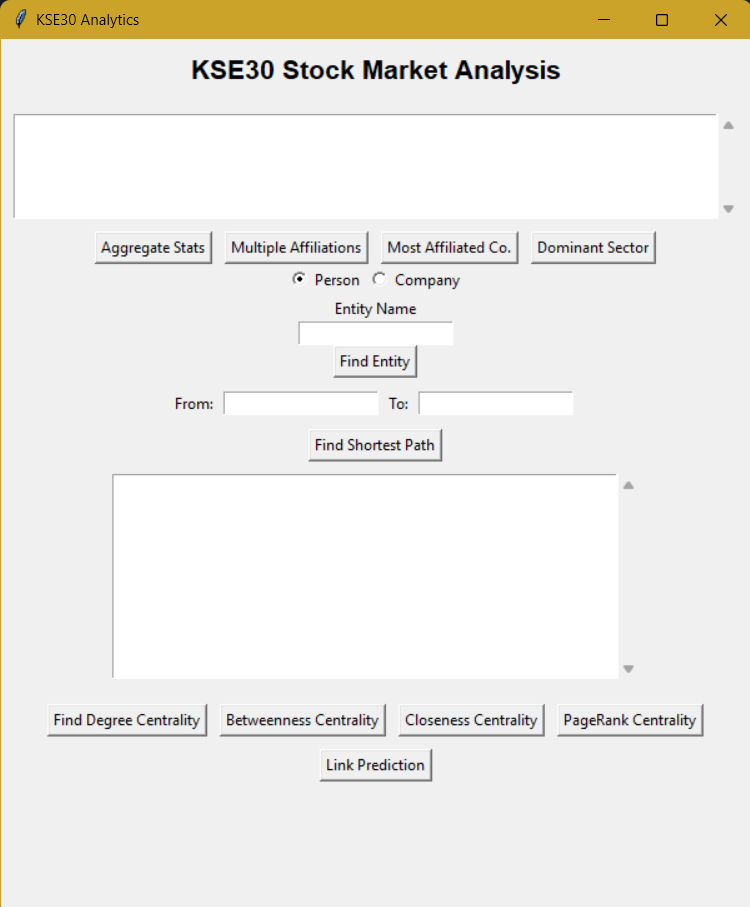 KSE30 Analytics
KSE30 Stock Market Analysis
Aggregate Stats Multiple Affiliations Most Affiliated Co. Dominant Sector
Person Company
Entity Name
Find Entity
From: To:
Find Shortest Path
Find Degree Centrality Betweenness Centrality Closeness Centrality PageRank Centrality
Link Prediction